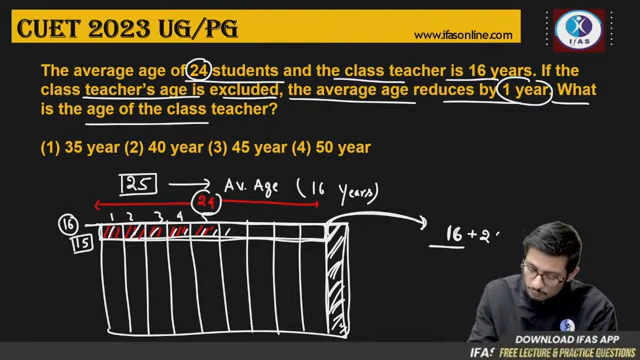 CUET 2023 UG/PG
www.ifasonline.com
iFAS
The average age of 24 students and the class teacher is 16 years. If the
class teacher's age is excluded, the average age reduces by 1 year. What
is the age of the class teacher?
(1) 35 year (2) 40 year (3) 45 year (4) 50 year
25 → Av. Age (16 Years)
24
1 2 3 4
16
15
16 + 2
DOWNLOAD IFAS APP
FREE LECTURE & PRACTICE QUESTIONS